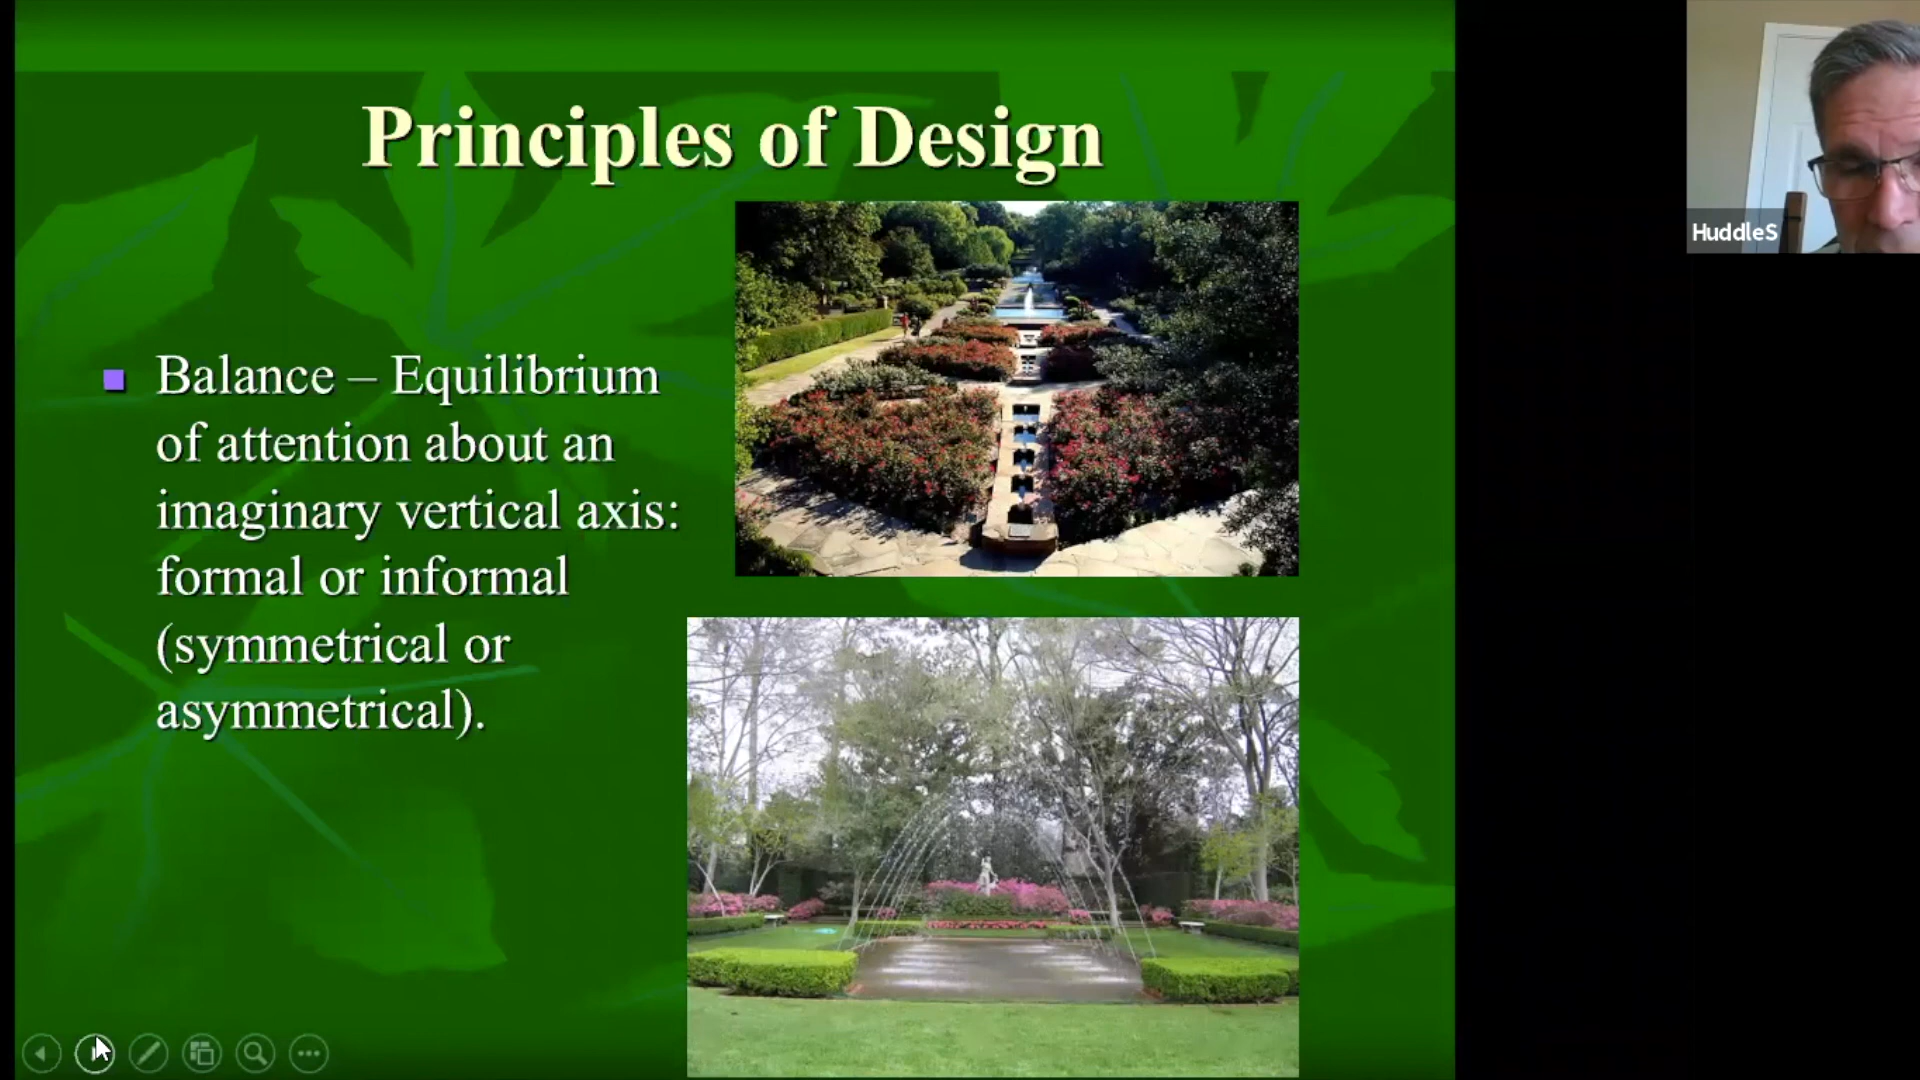 Principles of Design
HuddleS
Balance – Equilibrium
of attention about an
imaginary vertical axis:
formal or informal
(symmetrical or
asymmetrical).